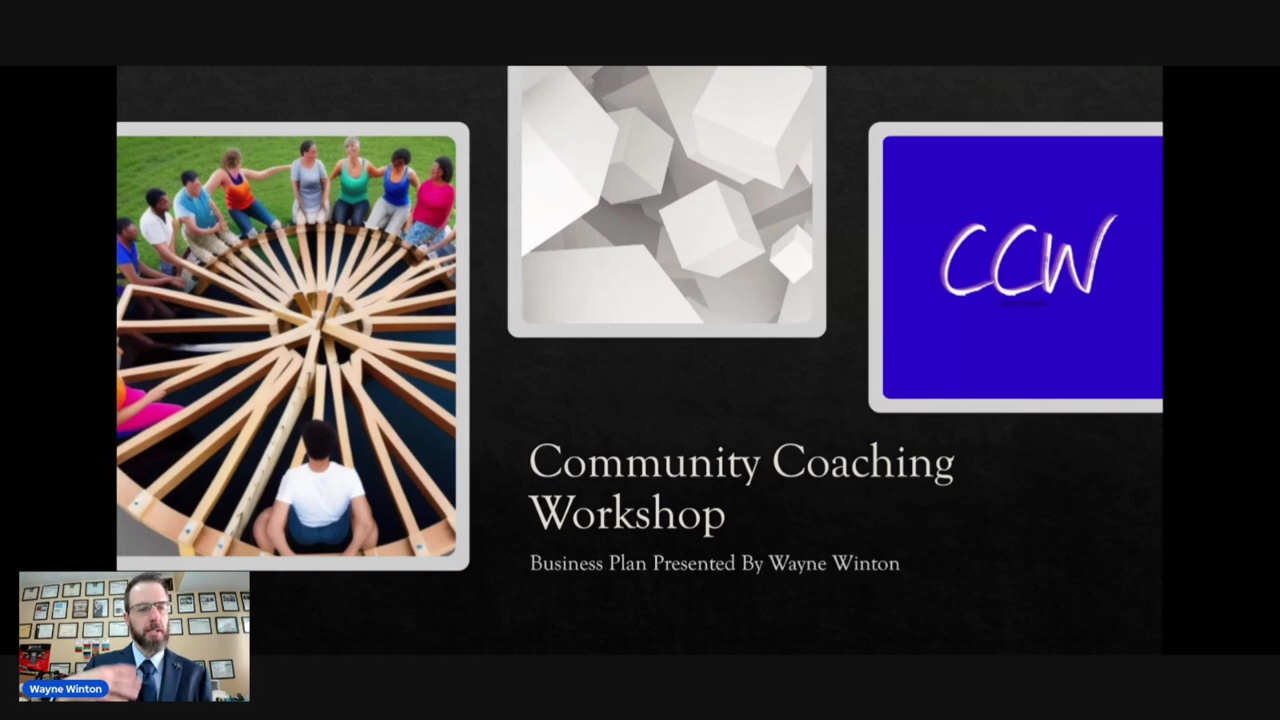 CCW
Community Coaching
Workshop
Business Plan Presented By Wayne Winton
Wayne Winton